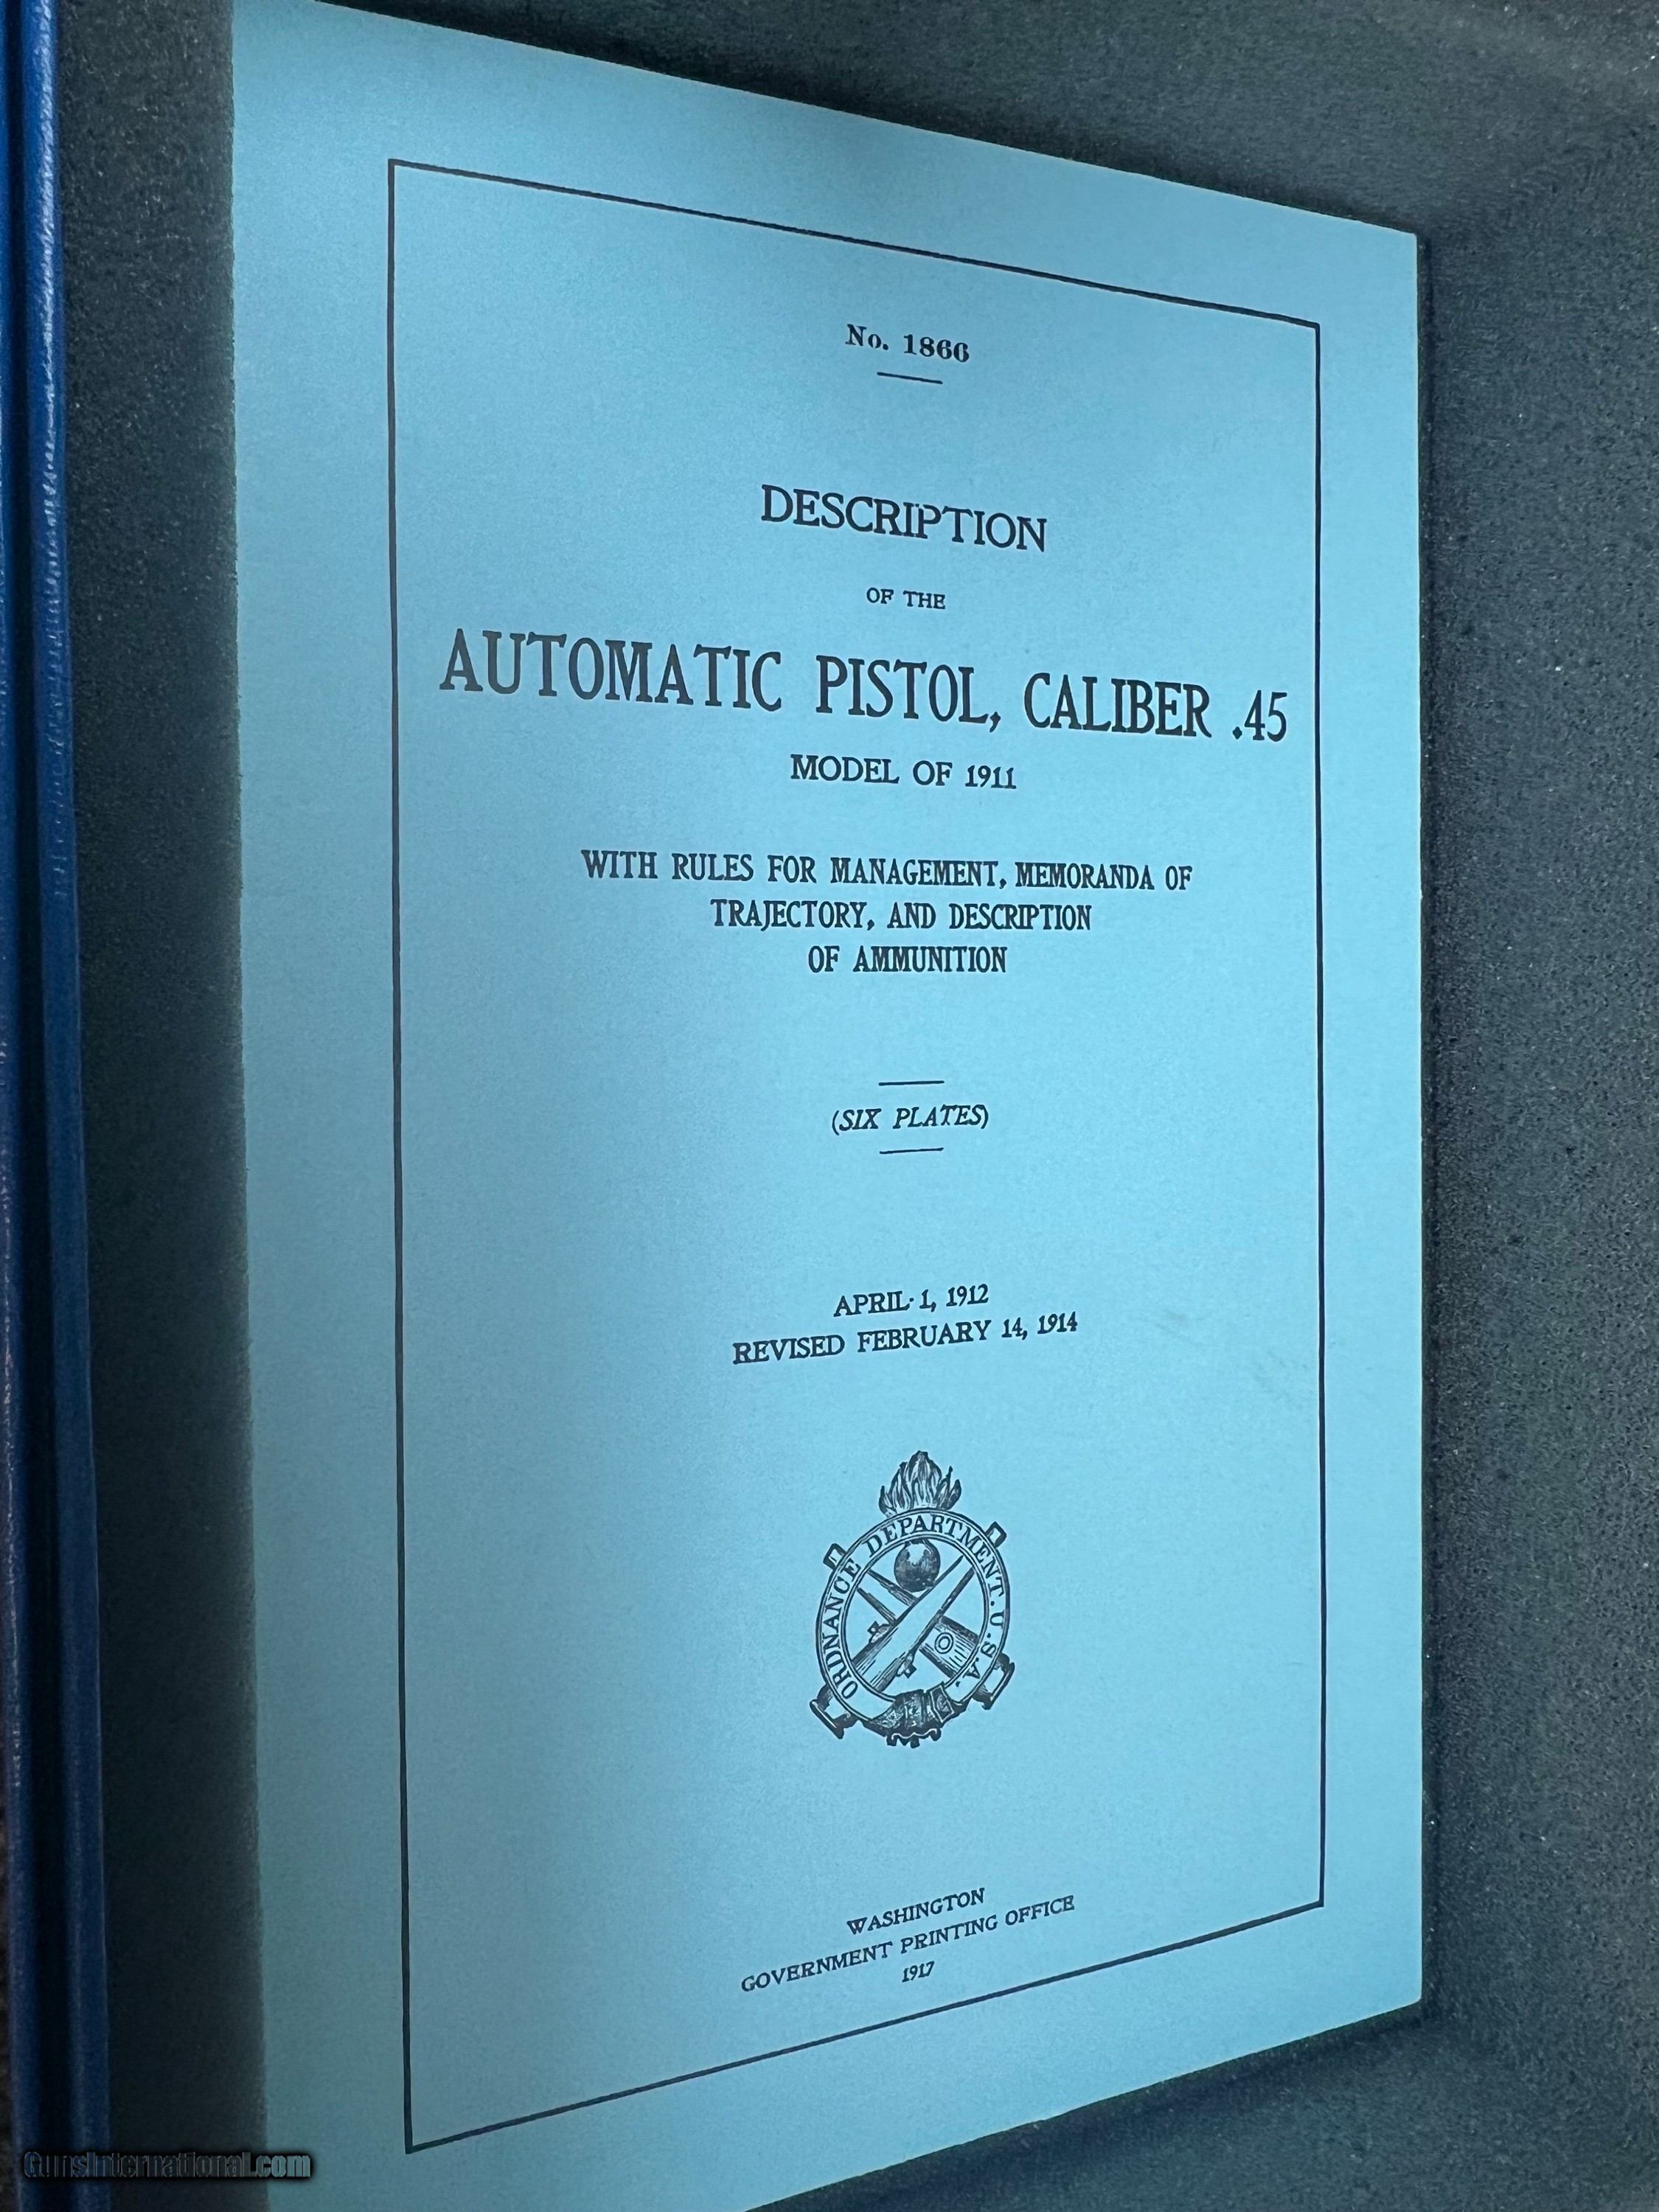 No. 1866
DESCRIPTION
OF THE
AUTOMATIC PISTOL, CALIBER .45
MODEL OF 1911
WITH RULES FOR MANAGEMENT, MEMORANDA OF
TRAJECTORY, AND DESCRIPTION
OF AMMUNITION
(SIX PLATES)
APRIL 1, 1912
REVISED FEBRUARY 14, 1914
ORDNANCE DEPARTMENT. U.S.A.
WASHINGTON
GOVERNMENT PRINTING OFFICE
1917
GunsInternational.com